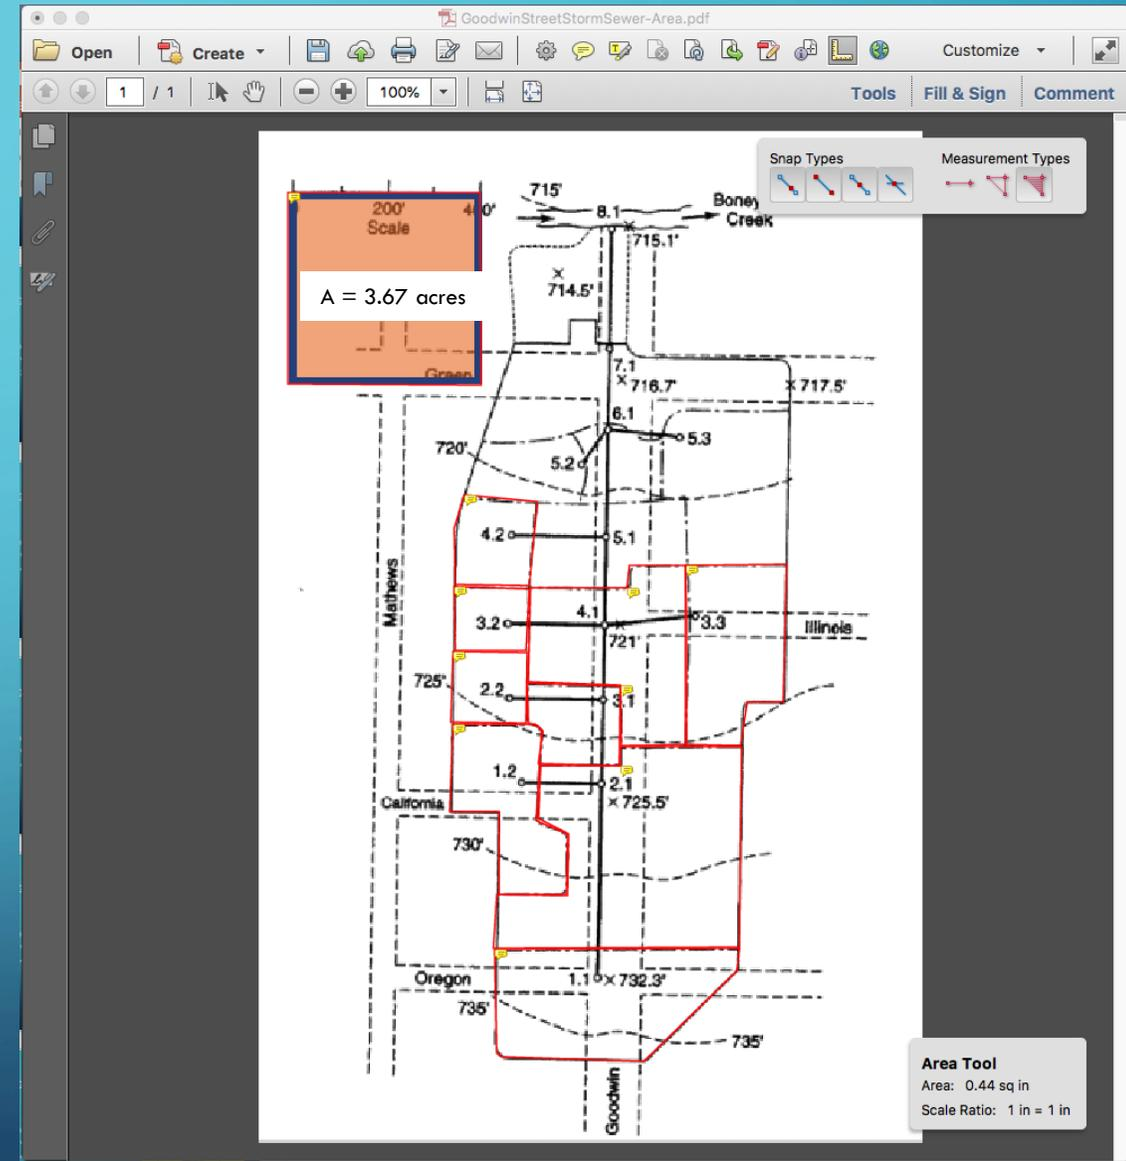 GoodwinStreetStormSewer-Area.pdf
Open Create Customize
1 / 1 100% Tools Fill & Sign Comment
Snap Types Measurement Types
200' 400'
Scale
A = 3.67 acres
Green
715'
8.1
Boney
Creek
715.1'
714.5'
7.1
716.7'
717.5'
6.1
5.3
720'
5.2
4.2
5.1
Mathews
4.1
3.2
3.3
721'
Illinois
725'
2.2
3.1
1.2
2.1
725.5'
California
730'
Oregon
1.1
732.3'
735'
735'
Goodwin
Area Tool
Area: 0.44 sq in
Scale Ratio: 1 in = 1 in